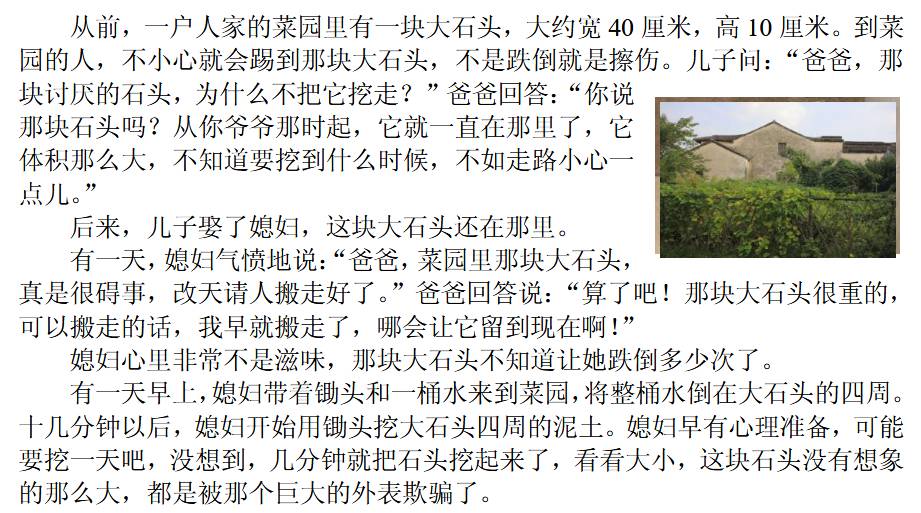 从前，一户人家的菜园里有一块大石头，大约宽 40 厘米，高 10 厘米。到菜
园的人，不小心就会踢到那块大石头，不是跌倒就是擦伤。儿子问：“爸爸，那
块讨厌的石头，为什么不把它挖走？”爸爸回答：“你说
那块石头吗？从你爷爷那时起，它就一直在那里了，它
体积那么大，不知道要挖到什么时候，不如走路小心一
点儿。”
后来，儿子娶了媳妇，这块大石头还在那里。
有一天，媳妇气愤地说：“爸爸，菜园里那块大石头，
真是很碍事，改天请人搬走好了。”爸爸回答说：“算了吧！那块大石头很重的，
可以搬走的话，我早就搬走了，哪会让它留到现在啊！”
媳妇心里非常不是滋味，那块大石头不知道让她跌倒多少次了。
有一天早上，媳妇带着锄头和一桶水来到菜园，将整桶水倒在大石头的四周。
十几分钟以后，媳妇开始用锄头挖大石头四周的泥土。媳妇早有心理准备，可能
要挖一天吧，没想到，几分钟就把石头挖起来了，看看大小，这块石头没有想象
的那么大，都是被那个巨大的外表欺骗了。